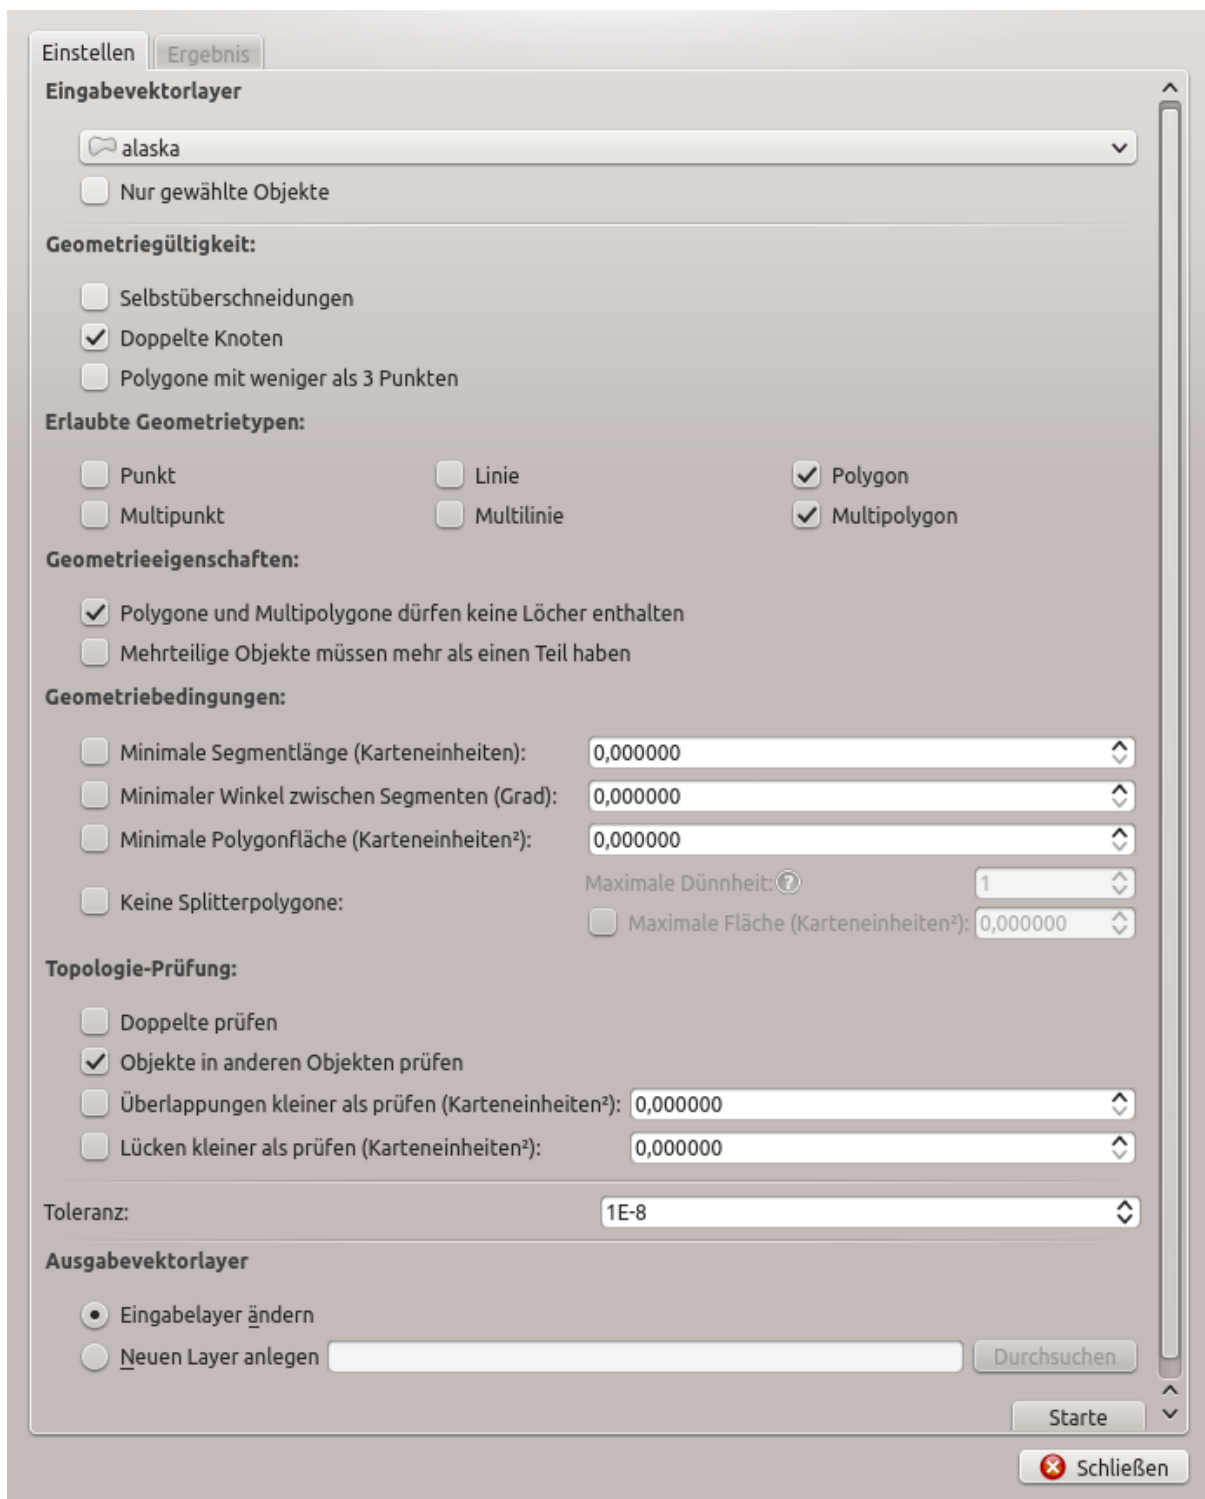 Einstellen Ergebnis
Eingabevektorlayer
alaska
Nur gewählte Objekte
Geometriegültigkeit:
Selbstüberschneidungen
Doppelte Knoten
Polygone mit weniger als 3 Punkten
Erlaubte Geometrietypen:
Punkt Linie Polygon
Multipunkt Multilinie Multipolygon
Geometrieeigenschaften:
Polygone und Multipolygone dürfen keine Löcher enthalten
Mehrteilige Objekte müssen mehr als einen Teil haben
Geometriebedingungen:
Minimale Segmentlänge (Karteneinheiten): 0,000000
Minimaler Winkel zwischen Segmenten (Grad): 0,000000
Minimale Polygonfläche (Karteneinheiten²): 0,000000
Maximale Dünnheit: ? 1
Keine Splitterpolygone:
Maximale Fläche (Karteneinheiten²): 0,000000
Topologie-Prüfung:
Doppelte prüfen
Objekte in anderen Objekten prüfen
Überlappungen kleiner als prüfen (Karteneinheiten²): 0,000000
Lücken kleiner als prüfen (Karteneinheiten²): 0,000000
Toleranz: 1E-8
Ausgabevektorlayer
Eingabelayer ändern
Neuen Layer anlegen Durchsuchen
Starte
Schließen